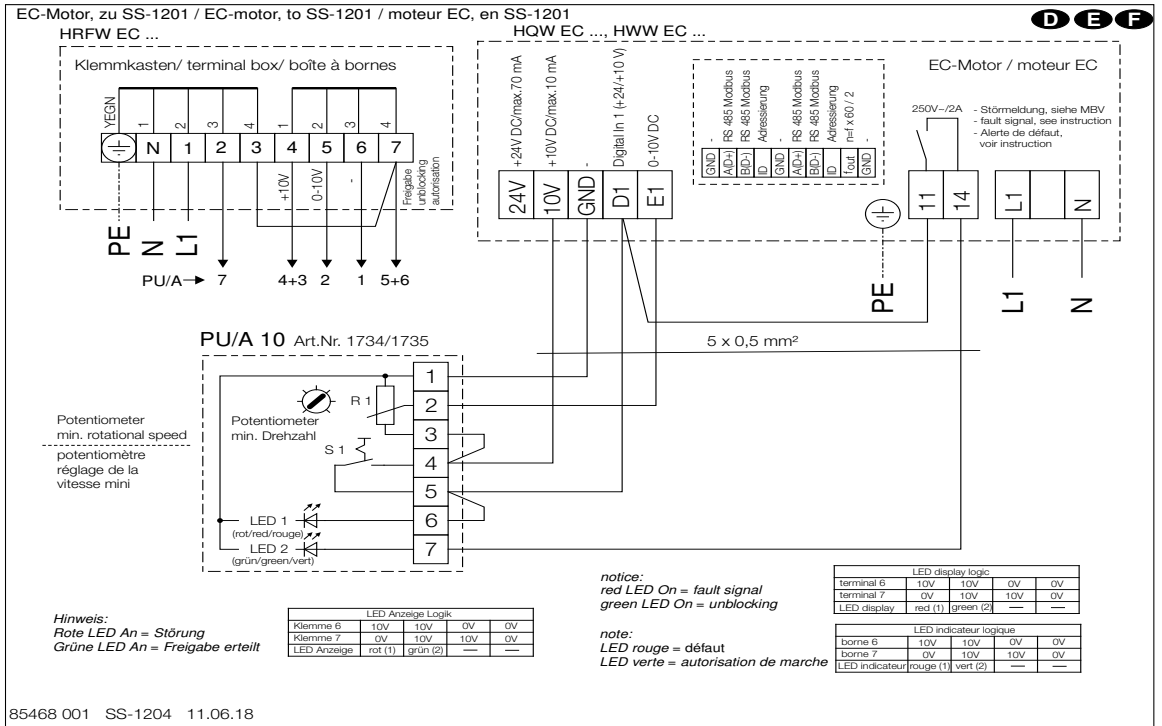 EC-Motor, zu SS-1201 / EC-motor, to SS-1201 / moteur EC, en SS-1201
D E F
HRFW EC ...
Klemmkasten/ terminal box/ boîte à bornes
YEGN 1 2 3 4 1 2 3 4
N 1 2 3 4 5 6 7
+10V
0-10V
-
Freigabe
unblocking
autorisation
PE N L1
PU/A 7 4+3 2 1 5+6
HQW EC ..., HWW EC ...
+24V DC/max.70 mA
+10V DC/max.10 mA
-
Digital In 1 (+24/+10 V)
0-10V DC
24V 10V GND D1 E1
- RS 485 Modbus RS 485 Modbus Adressierung - RS 485 Modbus RS 485 Modbus Adressierung n=f x 60 / 2 -
GND A(D+) B(D-) ID GND A(D+) B(D-) ID fout GND
EC-Motor / moteur EC
250V~/2A
- Störmeldung, siehe MBV
- fault signal, see instruction
- Alerte de défaut,
voir instruction
11 14 L1 N
PE L1 N
5 x 0,5 mm²
PU/A 10 Art.Nr. 1734/1735
1
R 1 2
Potentiometer
min. Drehzahl
3
S 1 4
5
LED 1 6
(rot/red/rouge)
LED 2 7
(grün/green/vert)
Potentiometer
min. rotational speed
potentiomètre
réglage de la
vitesse mini
Hinweis:
Rote LED An = Störung
Grüne LED An = Freigabe erteilt
LED Anzeige Logik
Klemme 6 10V 10V 0V 0V
Klemme 7 0V 10V 10V 0V
LED Anzeige rot (1) grün (2) — —
notice:
red LED On = fault signal
green LED On = unblocking
LED display logic
terminal 6 10V 10V 0V 0V
terminal 7 0V 10V 10V 0V
LED display red (1) green (2) — —
note:
LED rouge = défaut
LED verte = autorisation de marche
LED indicateur logique
borne 6 10V 10V 0V 0V
borne 7 0V 10V 10V 0V
LED indicateur rouge (1) vert (2) — —
85468 001 SS-1204 11.06.18